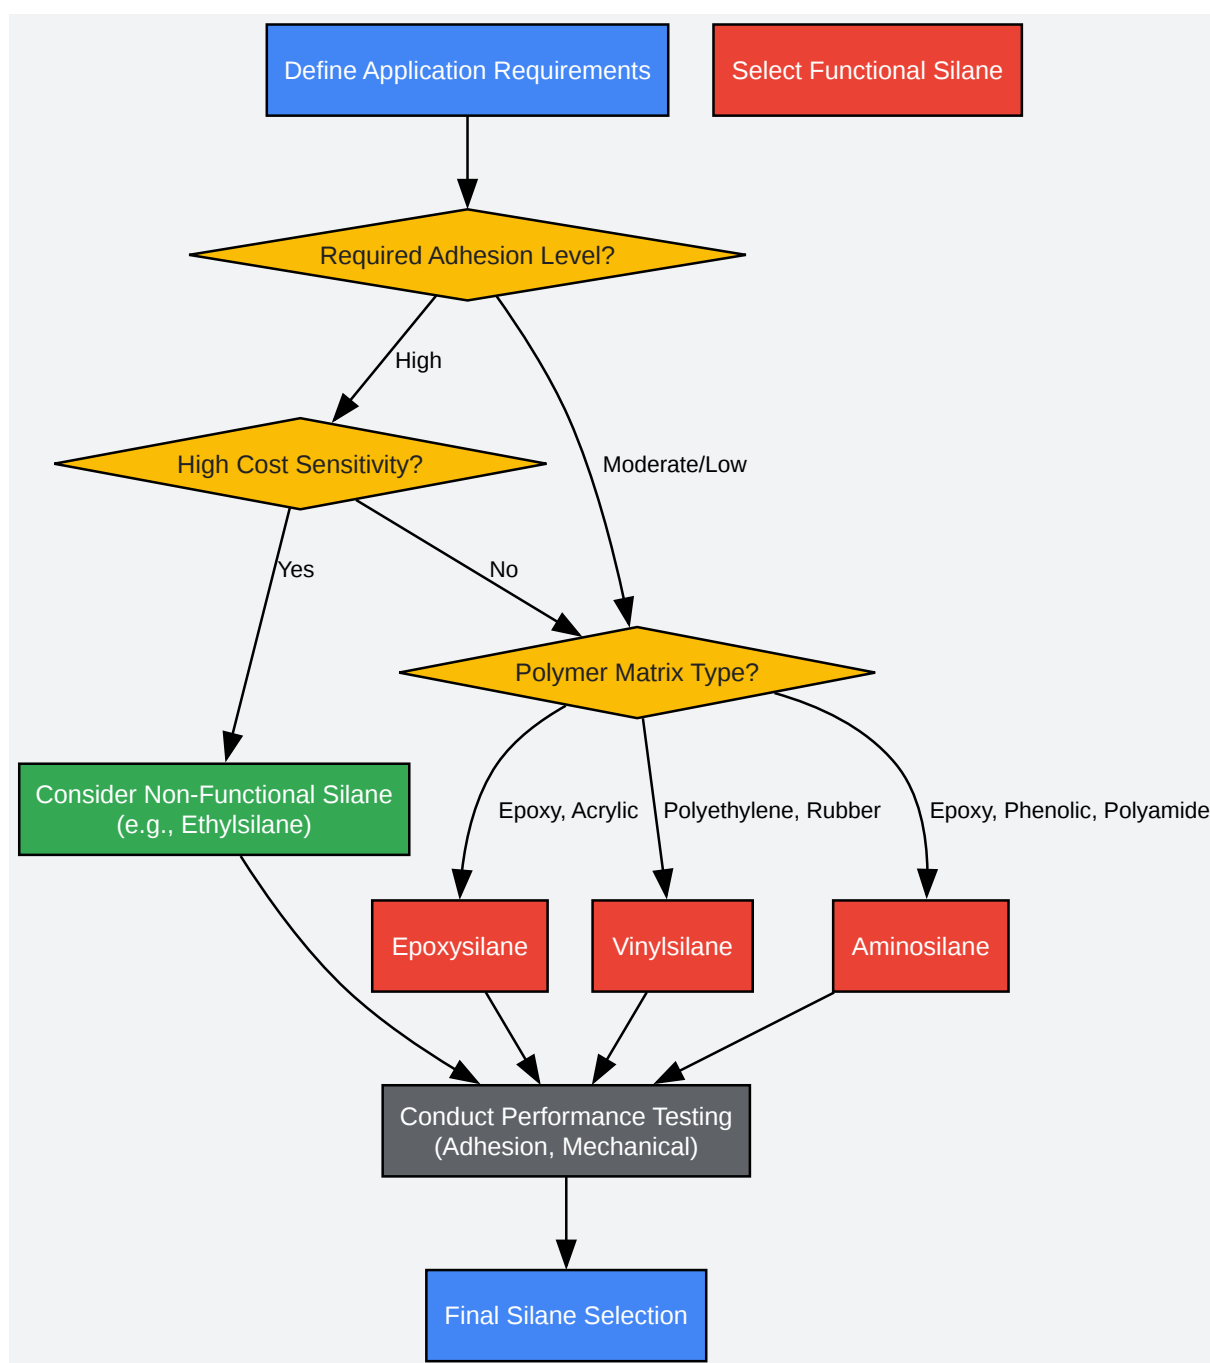 Define Application Requirements
Select Functional Silane
Required Adhesion Level?
High
High Cost Sensitivity?
Moderate/Low
Yes
No
Polymer Matrix Type?
Consider Non-Functional Silane
(e.g., Ethylsilane)
Epoxy, Acrylic
Polyethylene, Rubber
Epoxy, Phenolic, Polyamide
Epoxysilane
Vinylsilane
Aminosilane
Conduct Performance Testing
(Adhesion, Mechanical)
Final Silane Selection